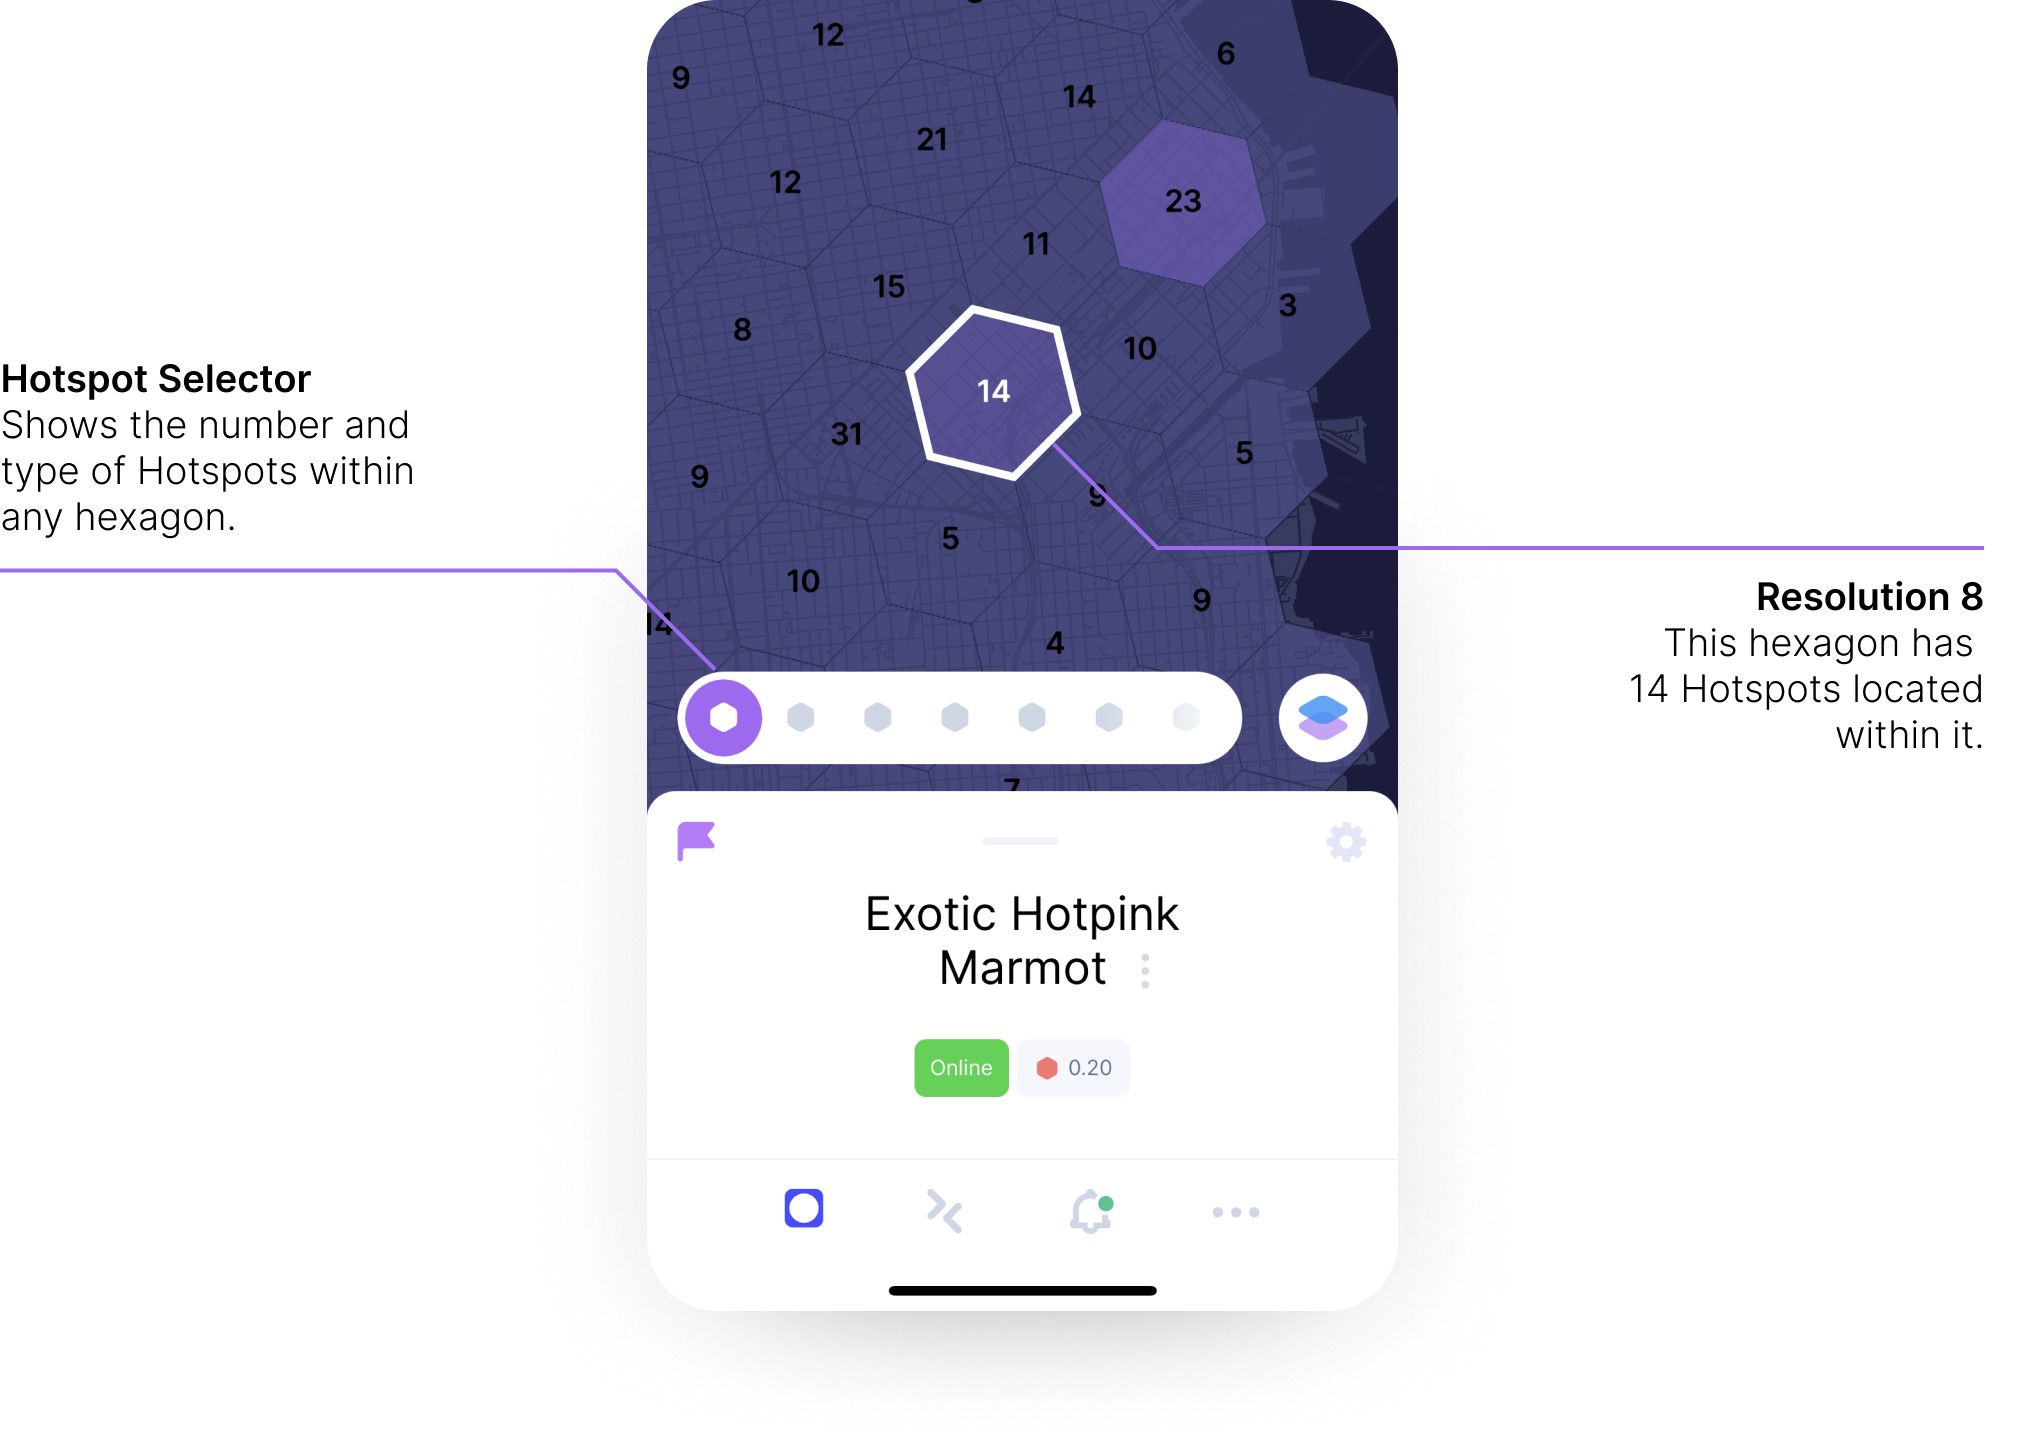 12
6
9
14
21
12
23
11
15
3
8
10
14
31
5
9
9
5
10
9
14
4
7
Hotspot Selector
Shows the number and
type of Hotspots within
any hexagon.
Resolution 8
This hexagon has
14 Hotspots located
within it.
Exotic Hotpink
Marmot
Online
0.20